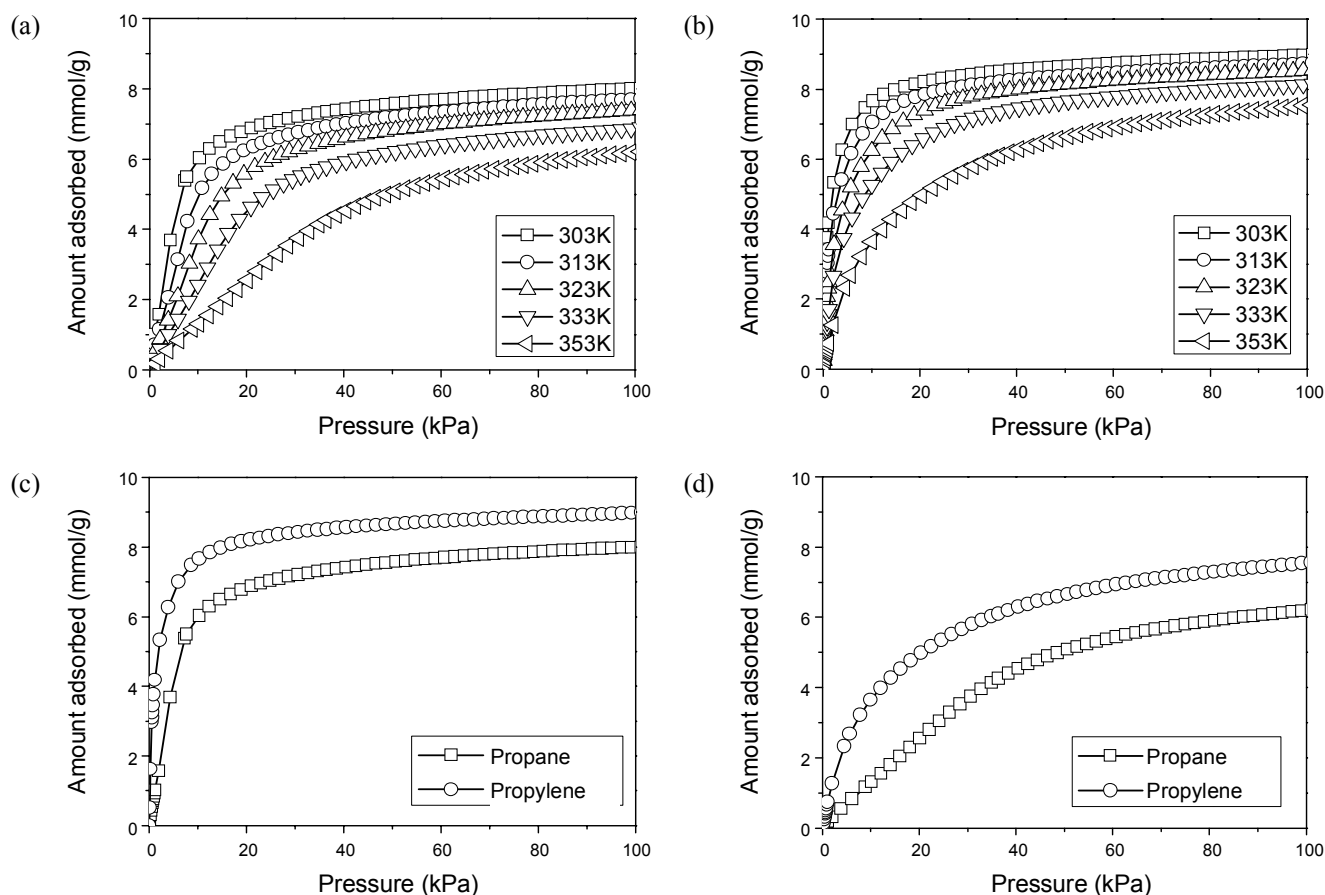 (a)
10
8
6
4
2
0
Amount adsorbed (mmol/g)
303K
313K
323K
333K
353K
0 20 40 60 80 100
Pressure (kPa)
(b)
10
8
6
4
2
0
Amount adsorbed (mmol/g)
303K
313K
323K
333K
353K
0 20 40 60 80 100
Pressure (kPa)
(c)
10
8
6
4
2
0
Amount adsorbed (mmol/g)
Propane
Propylene
0 20 40 60 80 100
Pressure (kPa)
(d)
10
8
6
4
2
0
Amount adsorbed (mmol/g)
Propane
Propylene
0 20 40 60 80 100
Pressure (kPa)